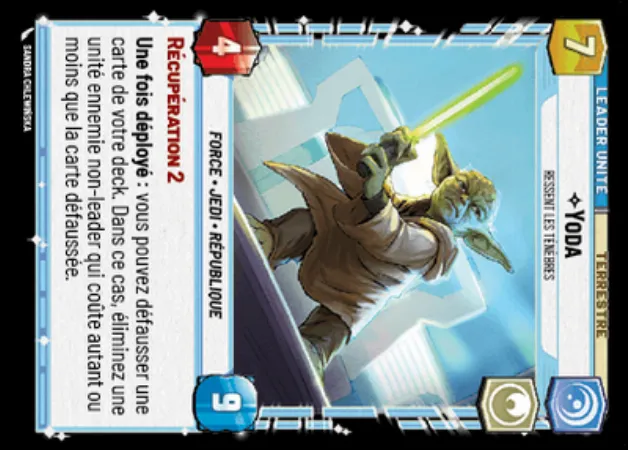 7
LEADER UNITÉ
TERRESTRE
YODA
RESSENT LES TÉNÈBRES
4
9
FORCE • JEDI • RÉPUBLIQUE
RÉCUPÉRATION 2
Une fois déployé : vous pouvez défausser une
carte de votre deck. Dans ce cas, éliminez une
unité ennemie non-leader qui coûte autant ou
moins que la carte défaussée.
SANDRA CHLEWIŃSKA